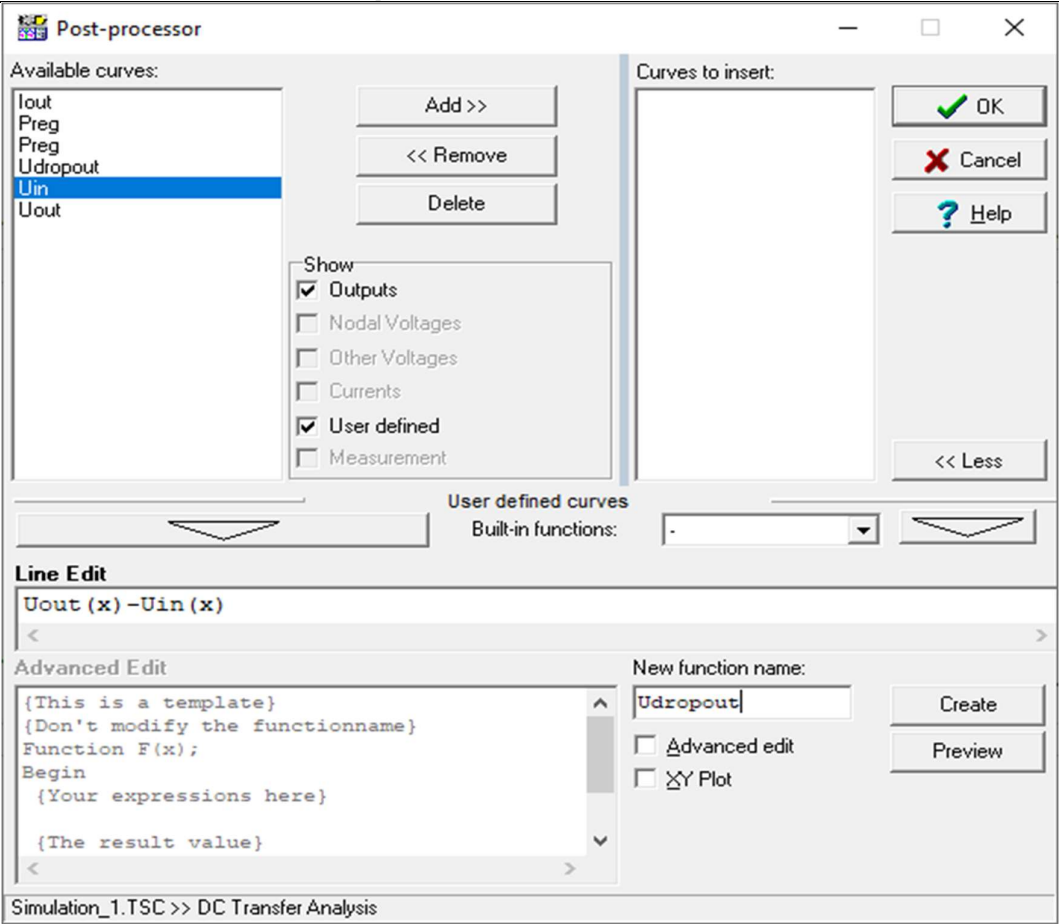 Post-processor
Available curves:
Iout
Preg
Preg
Udropout
Uin
Uout
Add >>
<< Remove
Delete
Show
Outputs
Nodal Voltages
Other Voltages
Currents
User defined
Measurement
Curves to insert:
OK
Cancel
Help
<< Less
User defined curves
Built-in functions:
-
Line Edit
Uout(x)-Uin(x)
Advanced Edit
{This is a template}
{Don't modify the functionname}
Function F(x);
Begin
{Your expressions here}
{The result value}
New function name:
Udropout
Advanced edit
XY Plot
Create
Preview
Simulation_1.TSC >> DC Transfer Analysis